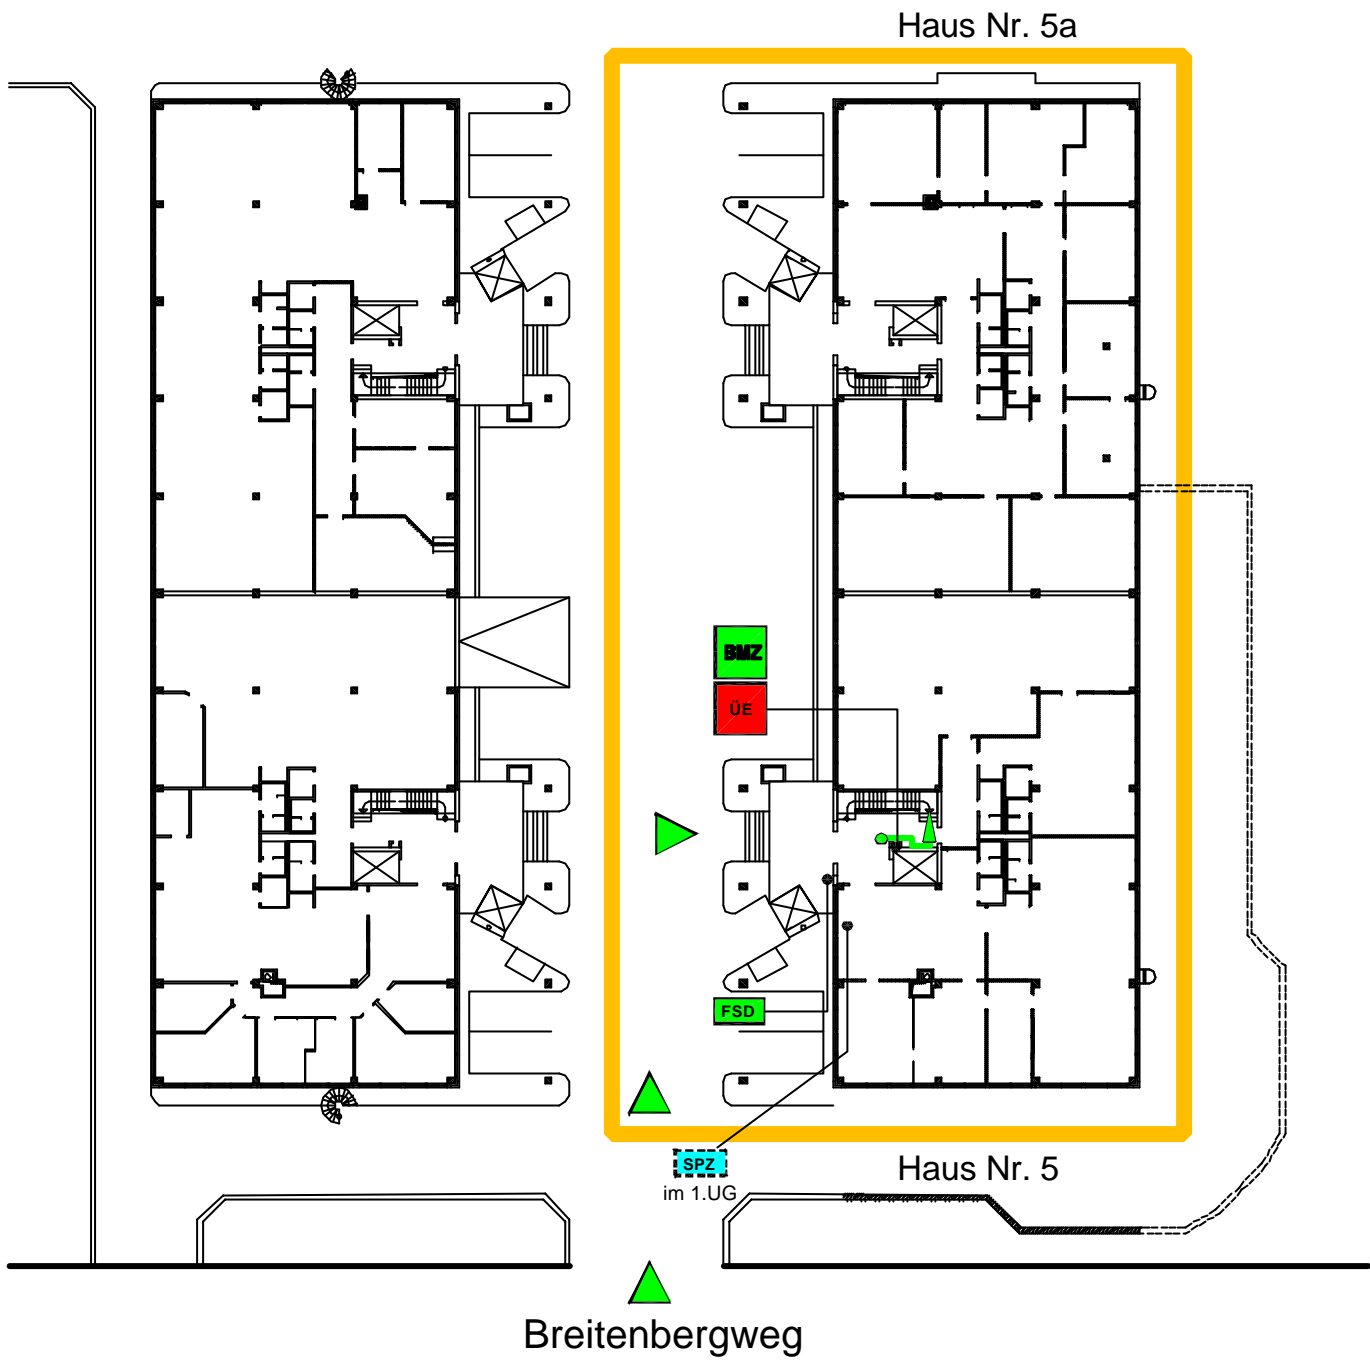 Haus Nr. 5a
BMZ
ÜE
FSD
SPZ
im 1.UG
Haus Nr. 5
Breitenbergweg